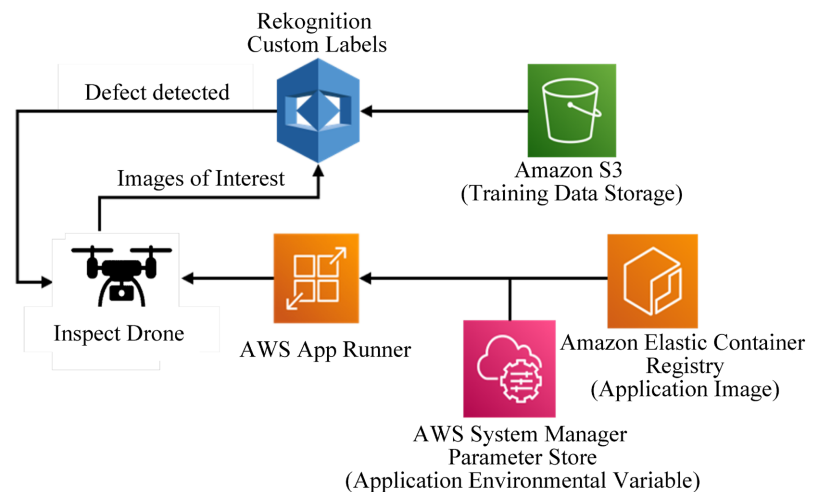 Rekognition
Custom Labels
Defect detected
Images of Interest
Amazon S3
(Training Data Storage)
Inspect Drone
AWS App Runner
Amazon Elastic Container
Registry
(Application Image)
AWS System Manager
Parameter Store
(Application Environmental Variable)